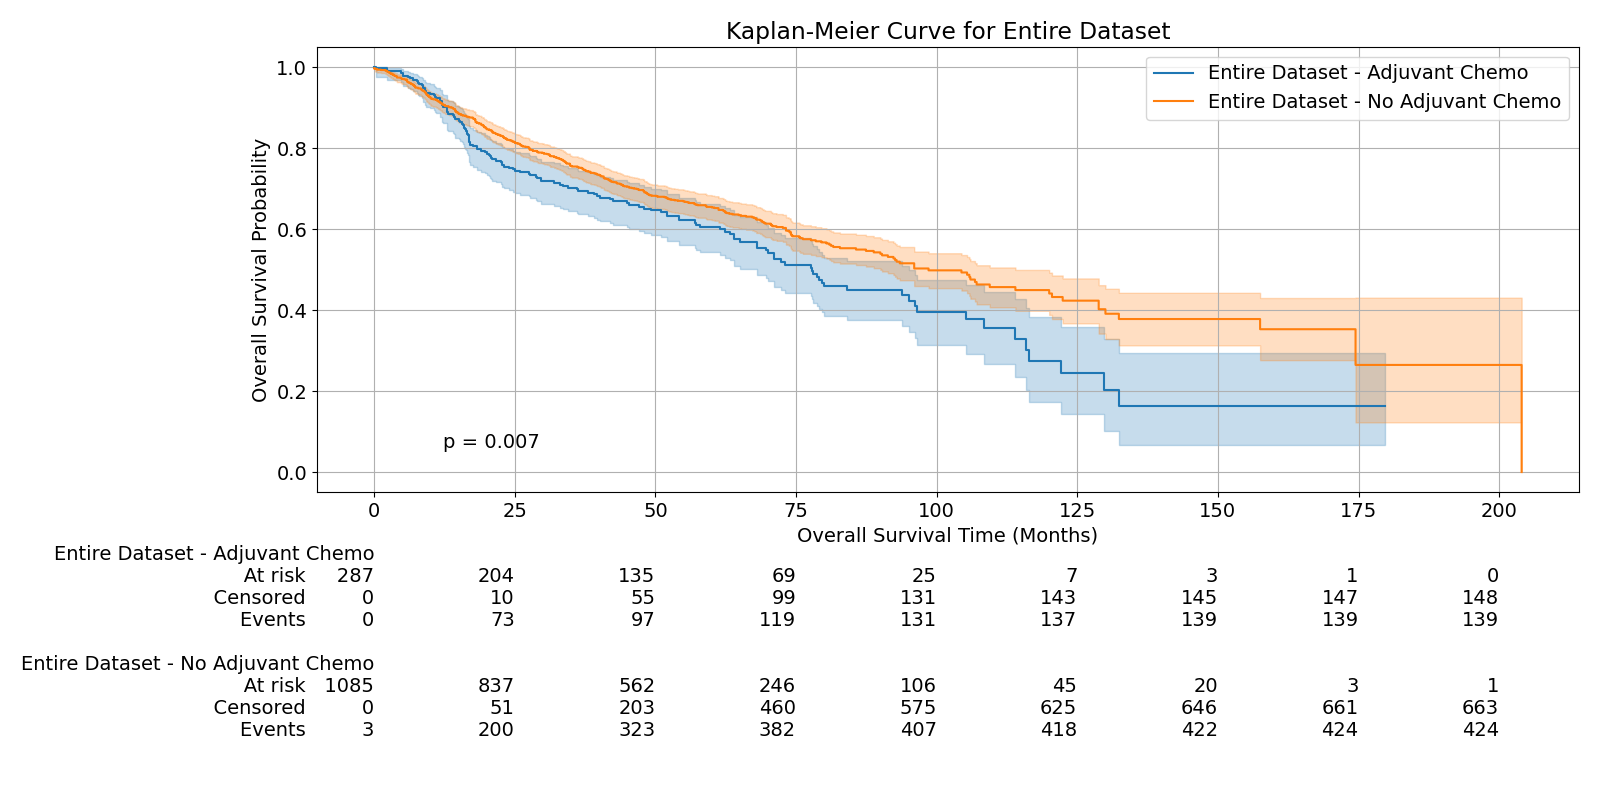 Kaplan-Meier Curve for Entire Dataset
Entire Dataset - Adjuvant Chemo
Entire Dataset - No Adjuvant Chemo
Overall Survival Probability
1.0
0.8
0.6
0.4
0.2
0.0
p = 0.007
0 25 50 75 100 125 150 175 200
Overall Survival Time (Months)
Entire Dataset - Adjuvant Chemo
At risk 287 204 135 69 25 7 3 1 0
Censored 0 10 55 99 131 143 145 147 148
Events 0 73 97 119 131 137 139 139 139
Entire Dataset - No Adjuvant Chemo
At risk 1085 837 562 246 106 45 20 3 1
Censored 0 51 203 460 575 625 646 661 663
Events 3 200 323 382 407 418 422 424 424